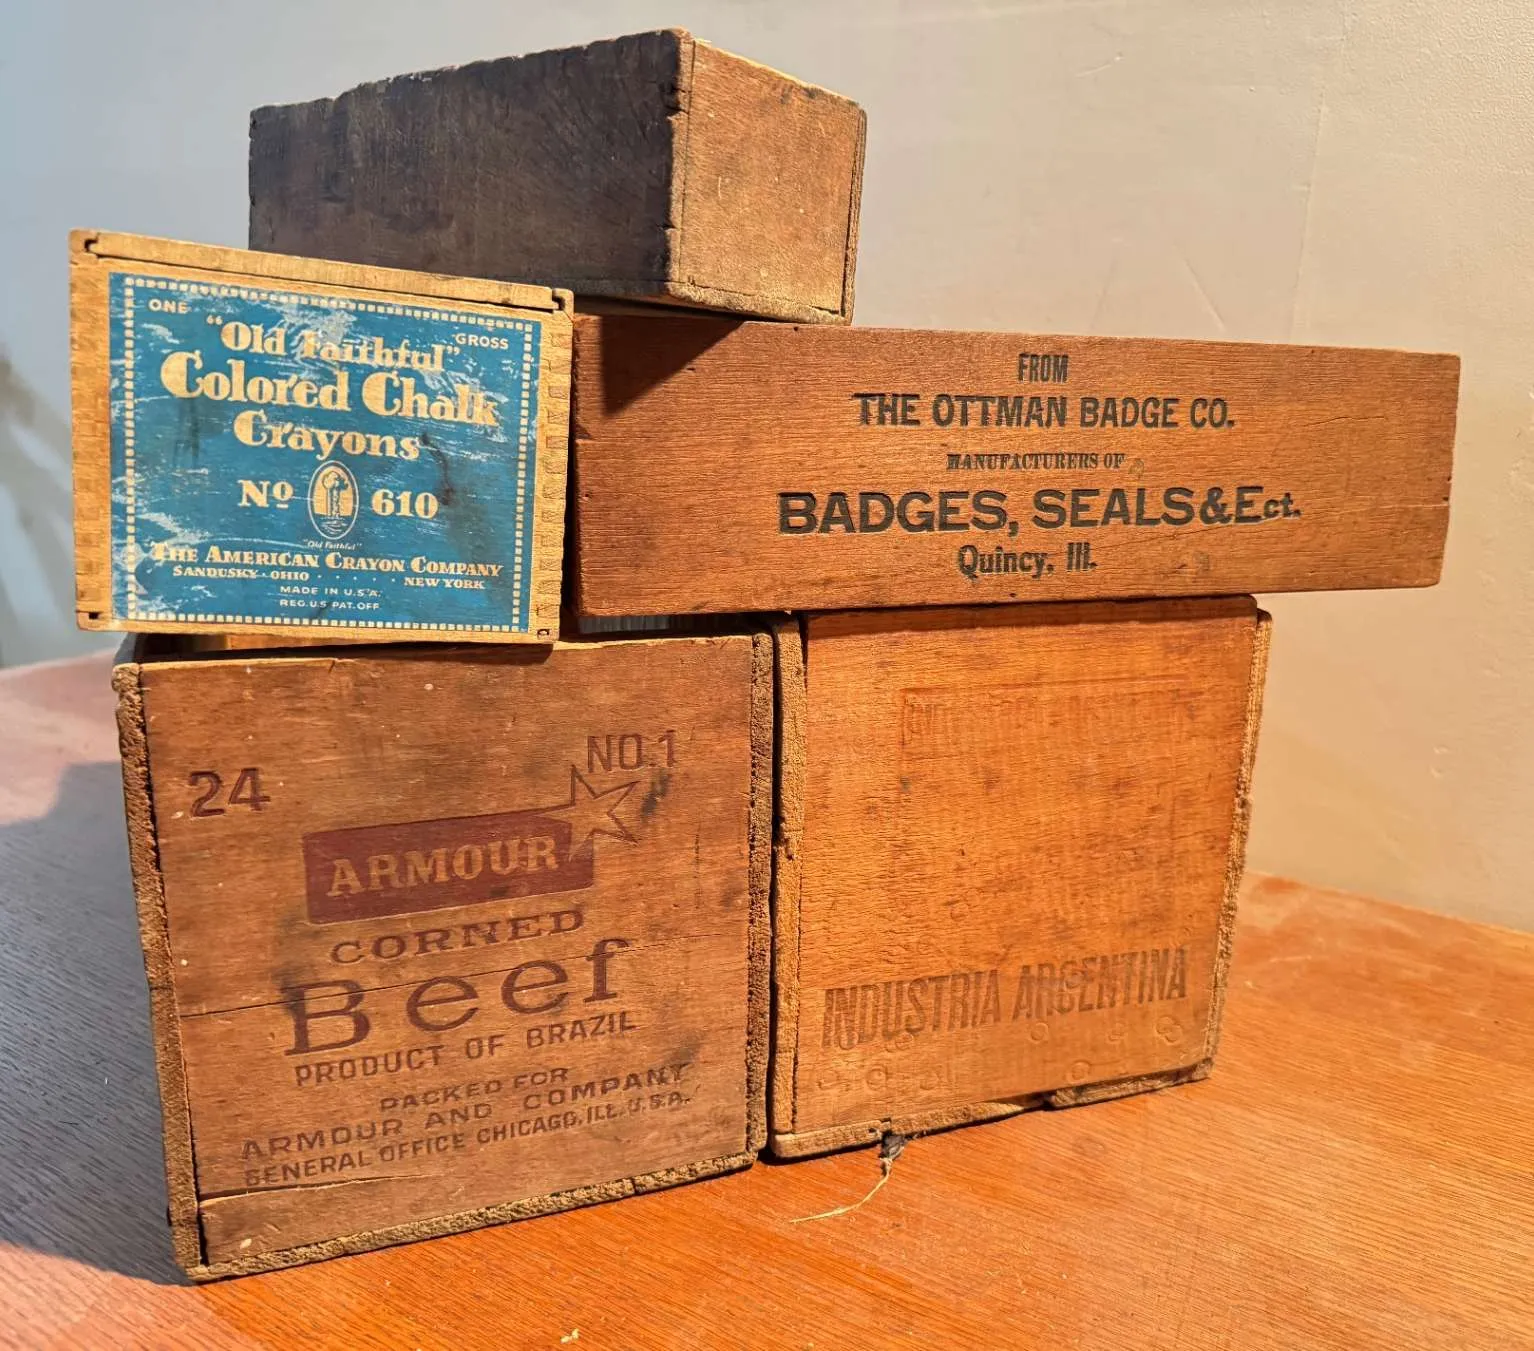 ONE
GROSS
"Old Faithful"
Colored Chalk
Crayons
Nº 610
"Old Faithful"
THE AMERICAN CRAYON COMPANY
SANDUSKY · OHIO · · · · · NEW YORK
MADE IN U.S.A.
REG. U.S. PAT. OFF.
FROM
THE OTTMAN BADGE CO.
MANUFACTURERS OF
BADGES, SEALS & Ect.
Quincy, Ill.
24
NO. 1
ARMOUR
CORNED
Beef
PRODUCT OF BRAZIL
PACKED FOR
ARMOUR AND COMPANY
GENERAL OFFICE CHICAGO, ILL. U.S.A.
INDUSTRIA ARGENTINA